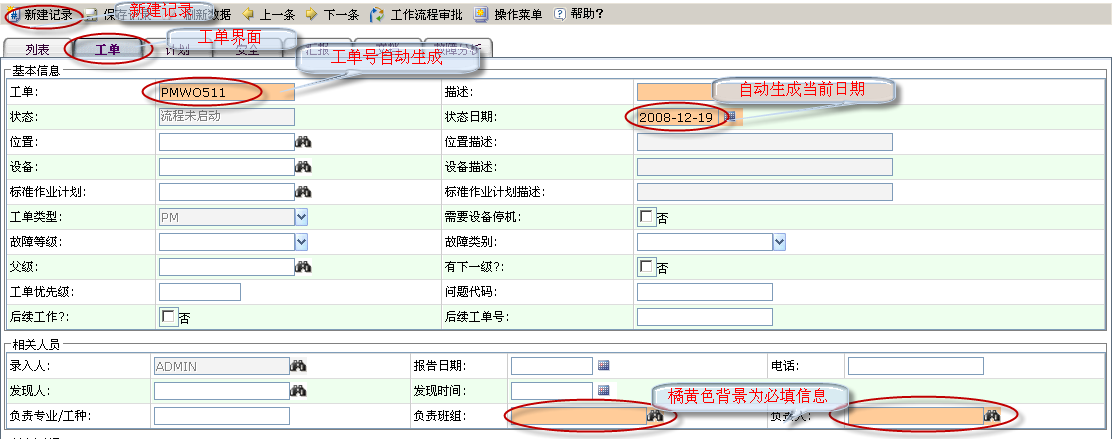 新建记录 保存 刷新数据 上一条 下一条 工作流程审批 操作菜单 帮助?
新建记录
列表 工单 计划 安全 汇报 故障分析
工单界面
工单号自动生成
基本信息
工单: PMWO511 描述:
自动生成当前日期
状态: 流程未启动 状态日期: 2008-12-19
位置: 位置描述:
设备: 设备描述:
标准作业计划: 标准作业计划描述:
工单类型: PM 需要设备停机: 否
故障等级: 故障类别:
父级: 有下一级?: 否
工单优先级: 问题代码:
后续工作?: 否 后续工单号:
相关人员
录入人: ADMIN 报告日期: 电话:
发现人: 发现时间:
橘黄色背景为必填信息
负责专业/工种: 负责班组: 负责人: